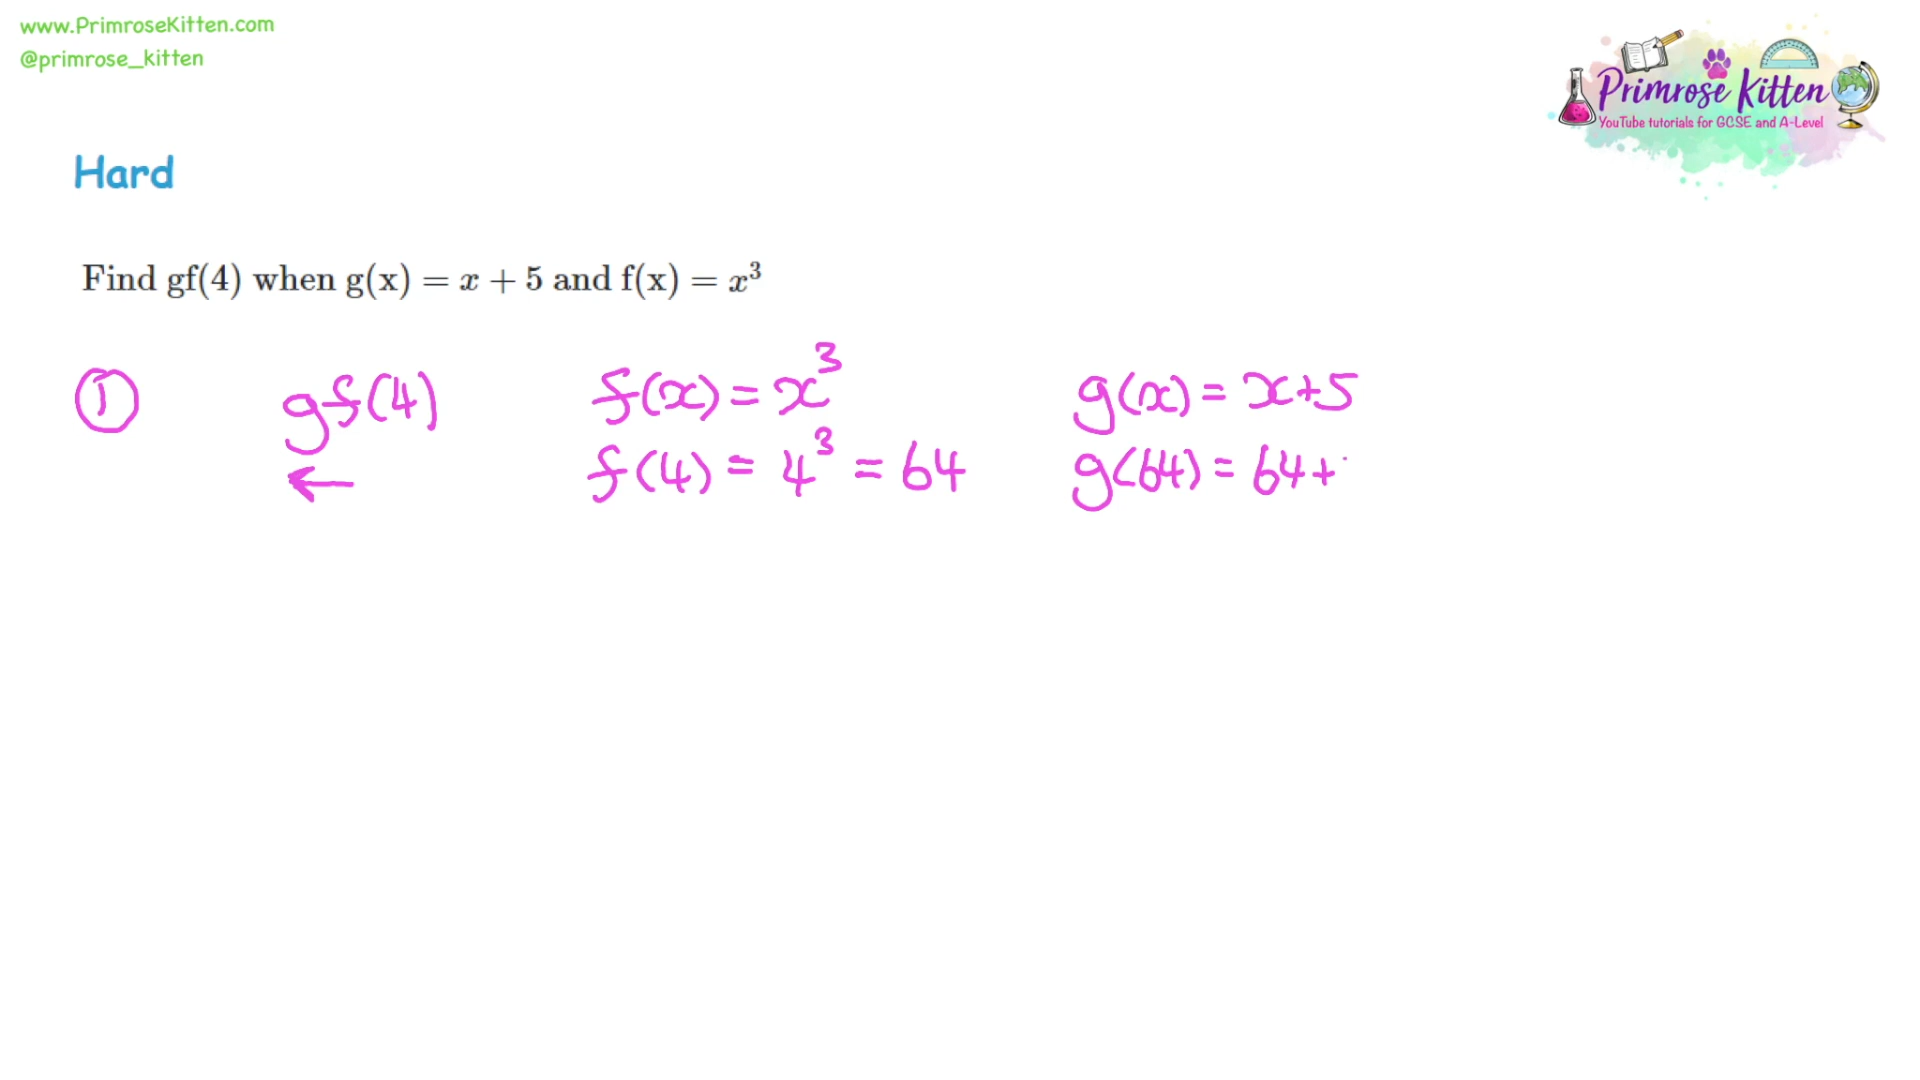 www.PrimroseKitten.com
@primrose_kitten
Primrose Kitten
YouTube tutorials for GCSE and A-Level
Hard
Find gf(4) when g(x) = x + 5 and f(x) = x³
① gf(4) f(x) = x³ g(x) = x+5
← f(4) = 4³ = 64 g(64) = 64+